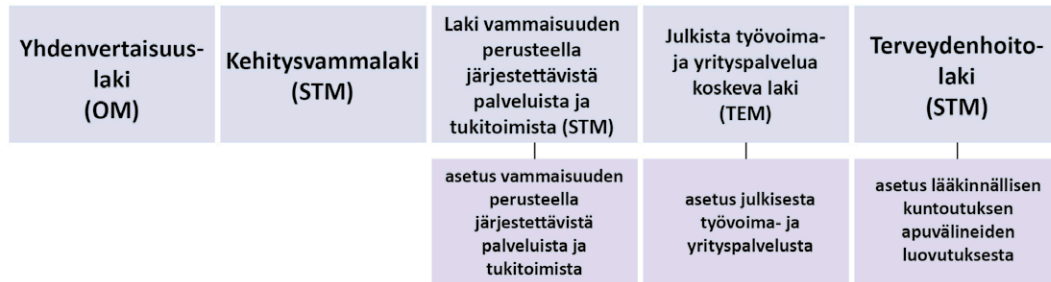 Yhdenvertaisuus-
laki
(OM)
Kehitysvammalaki
(STM)
Laki vammaisuuden
perusteella
järjestettävistä
palveluista ja
tukitoimista (STM)
Julkista työvoima-
ja yrityspalvelua
koskeva laki
(TEM)
Terveydenhoito-
laki
(STM)
asetus vammaisuuden
perusteella
järjestettävistä
palveluista ja
tukitoimista
asetus julkisesta
työvoima- ja
yrityspalvelusta
asetus lääkinnällisen
kuntoutuksen
apuvälineiden
luovutuksesta